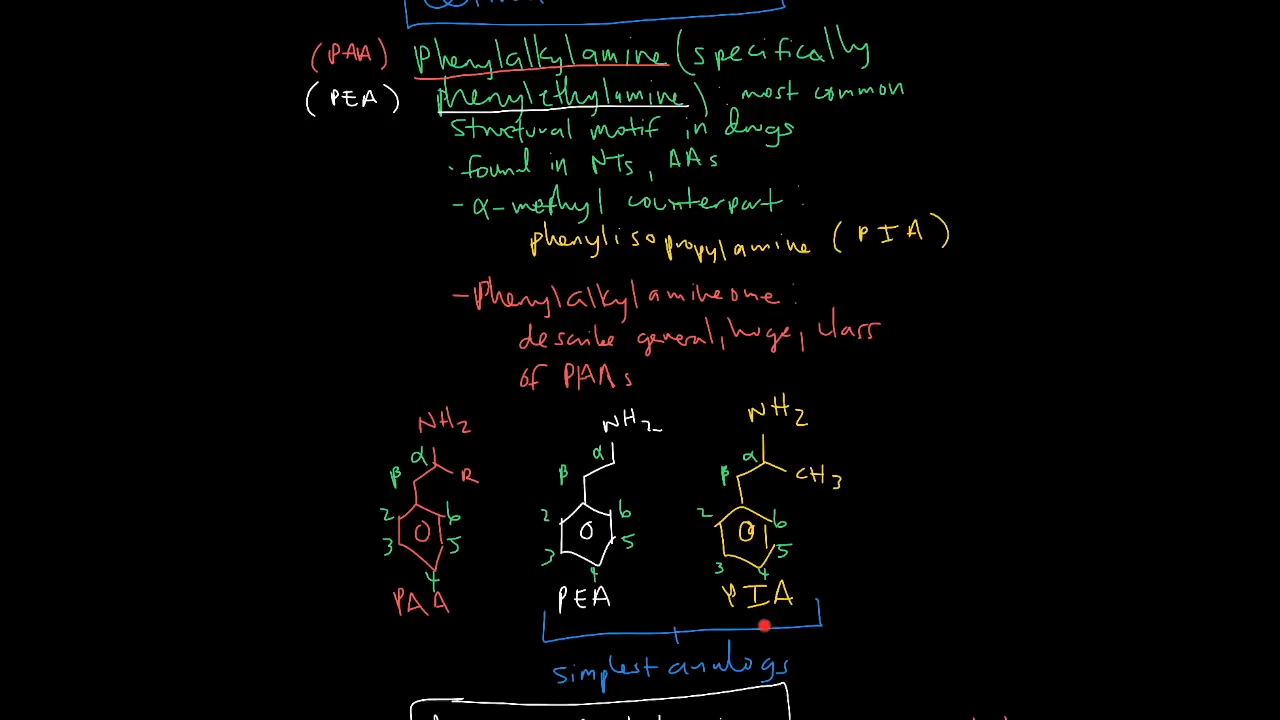 (PAA) phenylalkylamine (specifically
(PEA) phenylethylamine) : most common
structural motif in drugs
· found in NTs, AAs
- α-methyl counterpart :
phenylisopropylamine (PIA)
- Phenylalkylamineome :
describe general, huge, class
of PAAs
NH2 NH2 NH2
α α α
β R β β CH3
2 6 2 6 2 6
3 5 3 5 3 5
4 4 4
PAA PEA PIA
simplest analogs